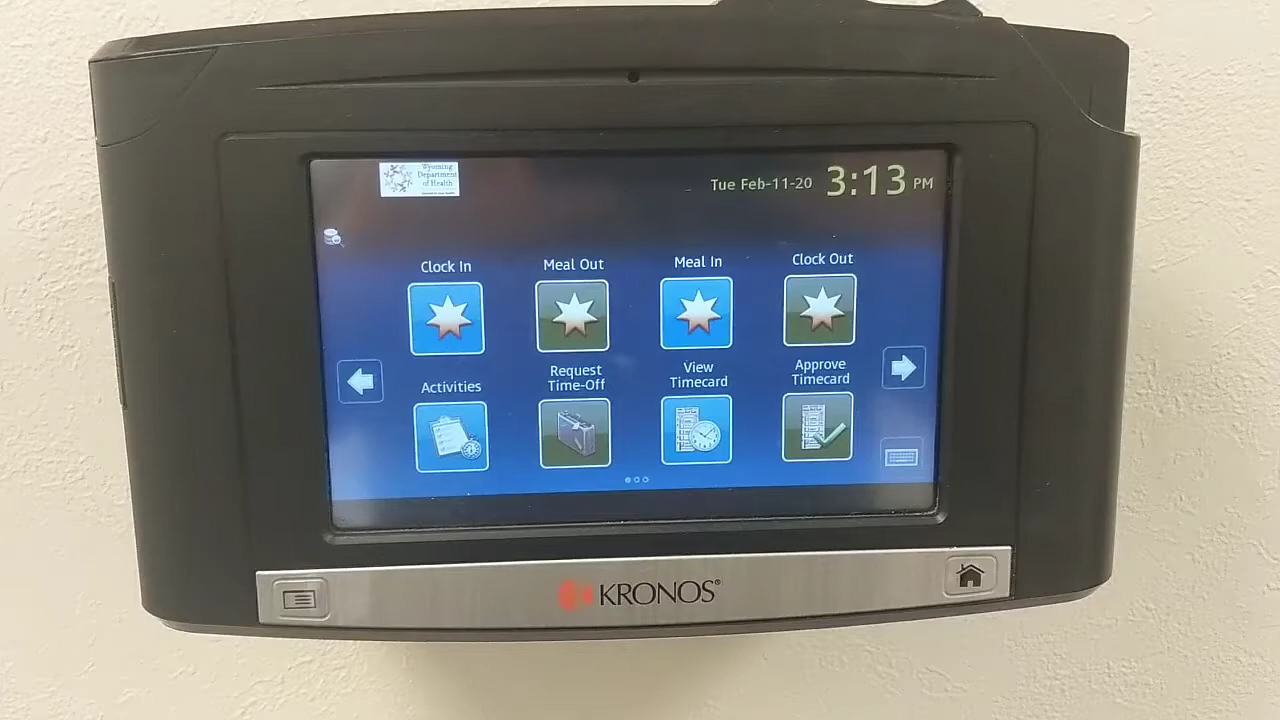 Wyoming
Department
of Health
Tue Feb-11-20 3:13 PM
Clock In
Meal Out
Meal In
Clock Out
Activities
Request
Time-Off
View
Timecard
Approve
Timecard
KRONOS®